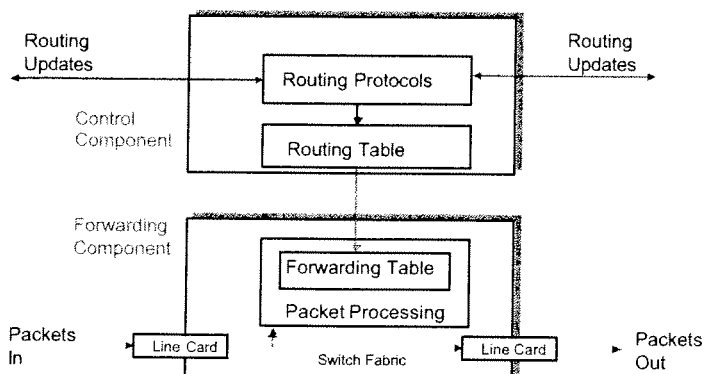 Routing
Updates
Routing
Updates
Routing Protocols
Control
Component
Routing Table
Forwarding
Component
Forwarding Table
Packet Processing
Packets
In
Line Card
Switch Fabric
Line Card
Packets
Out